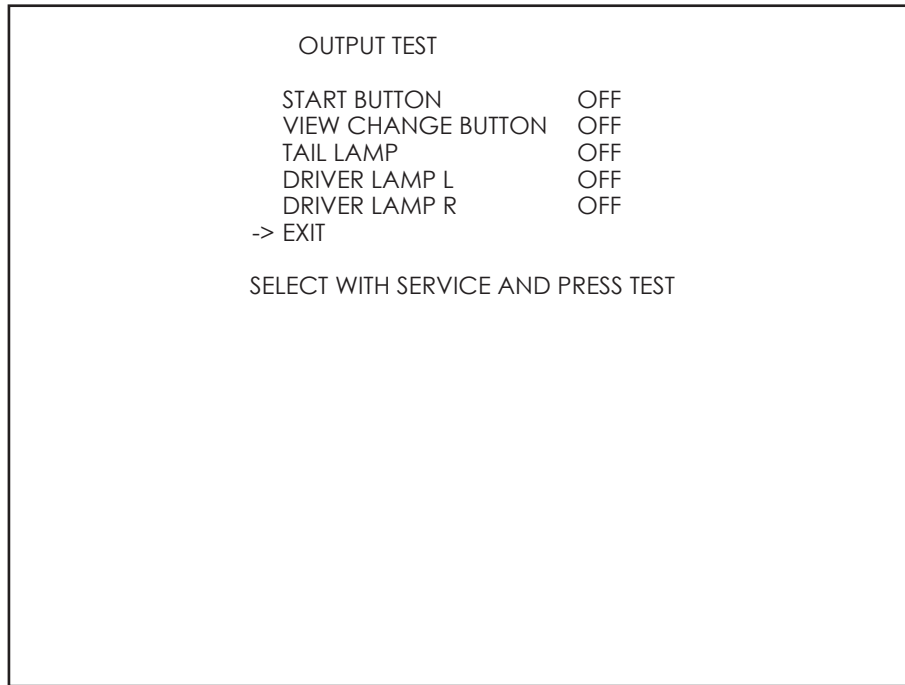 OUTPUT TEST
START BUTTON OFF
VIEW CHANGE BUTTON OFF
TAIL LAMP OFF
DRIVER LAMP L OFF
DRIVER LAMP R OFF
-> EXIT
SELECT WITH SERVICE AND PRESS TEST